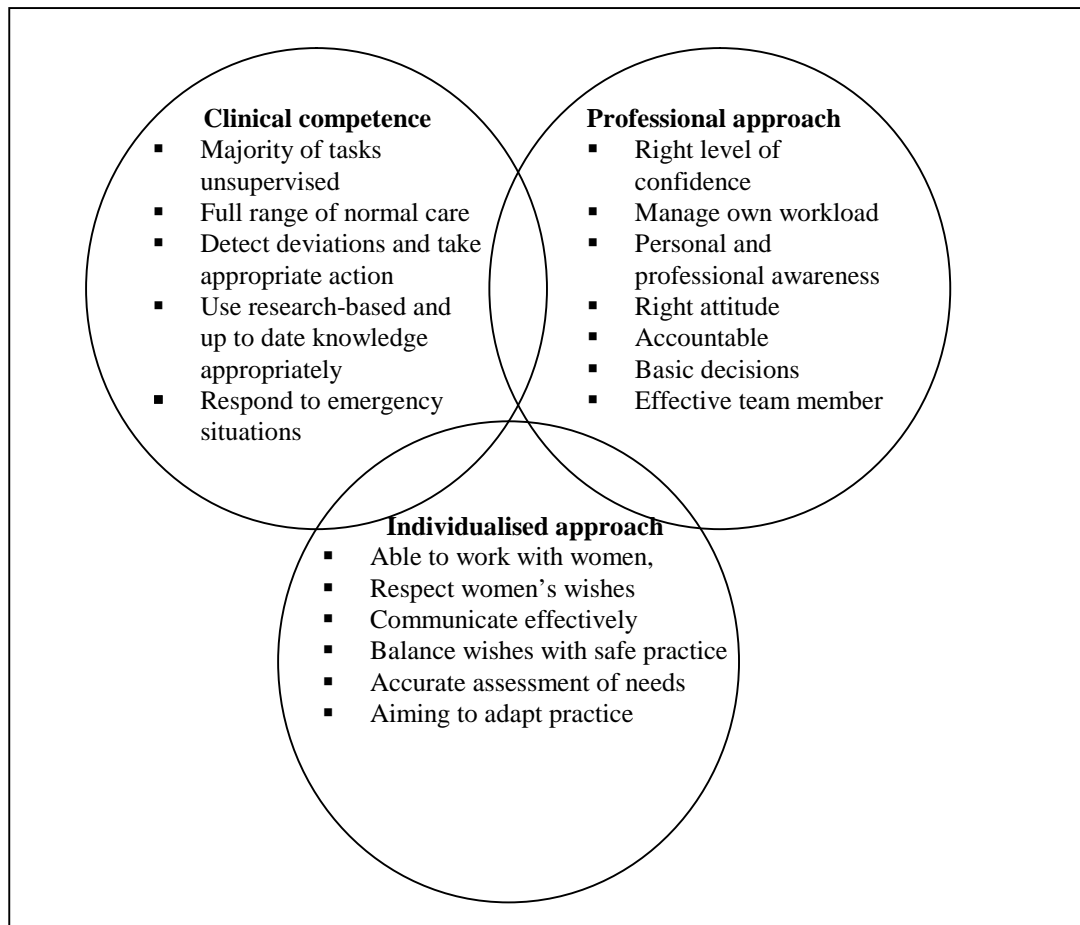 Clinical competence
▪ Majority of tasks
unsupervised
▪ Full range of normal care
▪ Detect deviations and take
appropriate action
▪ Use research-based and
up to date knowledge
appropriately
▪ Respond to emergency
situations
Professional approach
▪ Right level of
confidence
▪ Manage own workload
▪ Personal and
professional awareness
▪ Right attitude
▪ Accountable
▪ Basic decisions
▪ Effective team member
Individualised approach
▪ Able to work with women,
▪ Respect women’s wishes
▪ Communicate effectively
▪ Balance wishes with safe practice
▪ Accurate assessment of needs
▪ Aiming to adapt practice